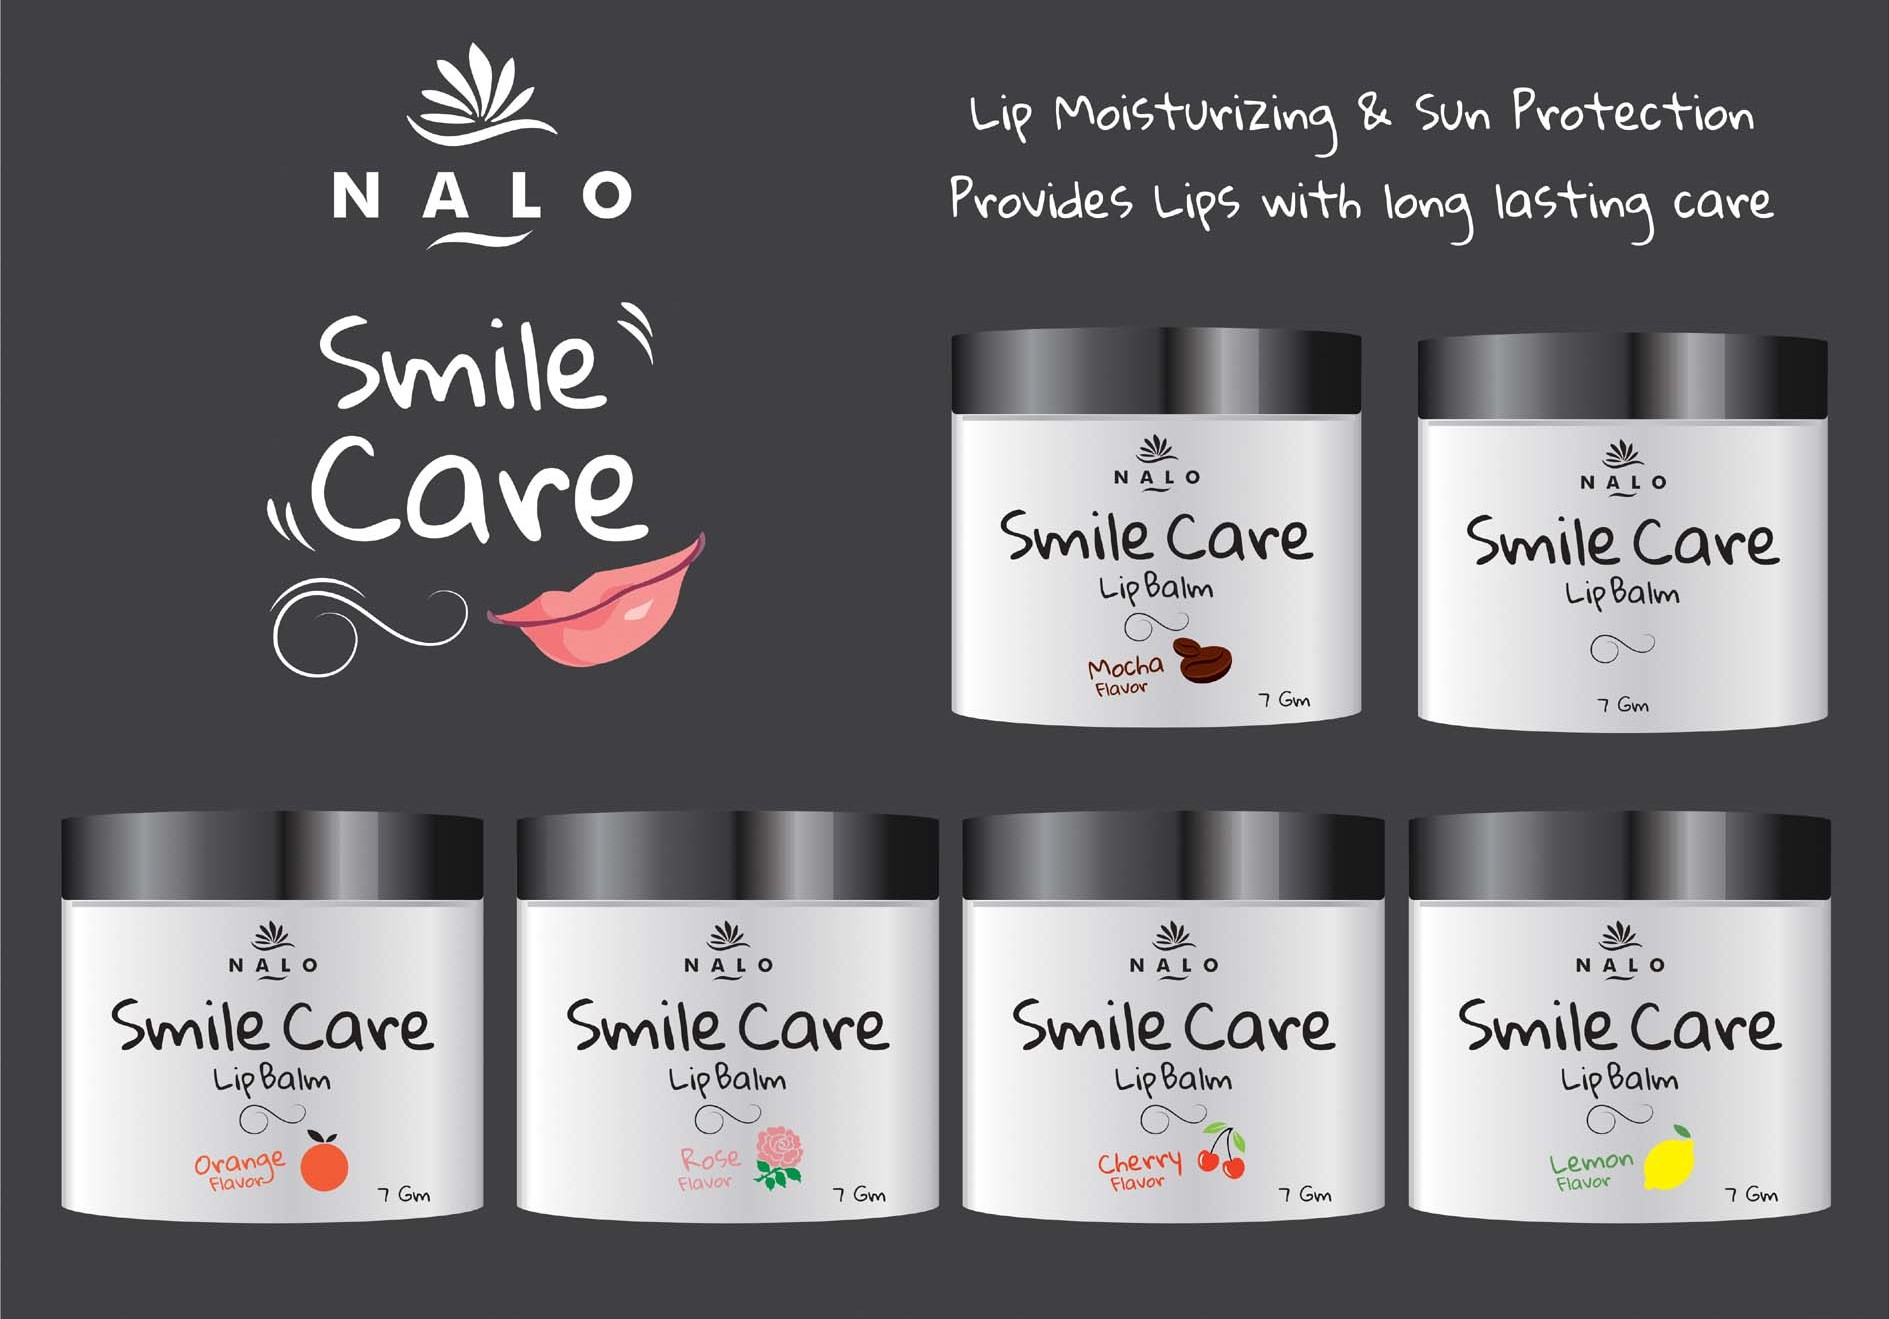 NALO
Smile
Care
Lip Moisturizing & Sun Protection
Provides Lips with long lasting care
NALO
Smile Care
Lip Balm
Mocha
Flavor
7 Gm
NALO
Smile Care
Lip Balm
7 Gm
NALO
Smile Care
Lip Balm
Orange
Flavor
7 Gm
NALO
Smile Care
Lip Balm
Rose
Flavor
7 Gm
NALO
Smile Care
Lip Balm
Cherry
Flavor
7 Gm
NALO
Smile Care
Lip Balm
Lemon
Flavor
7 Gm